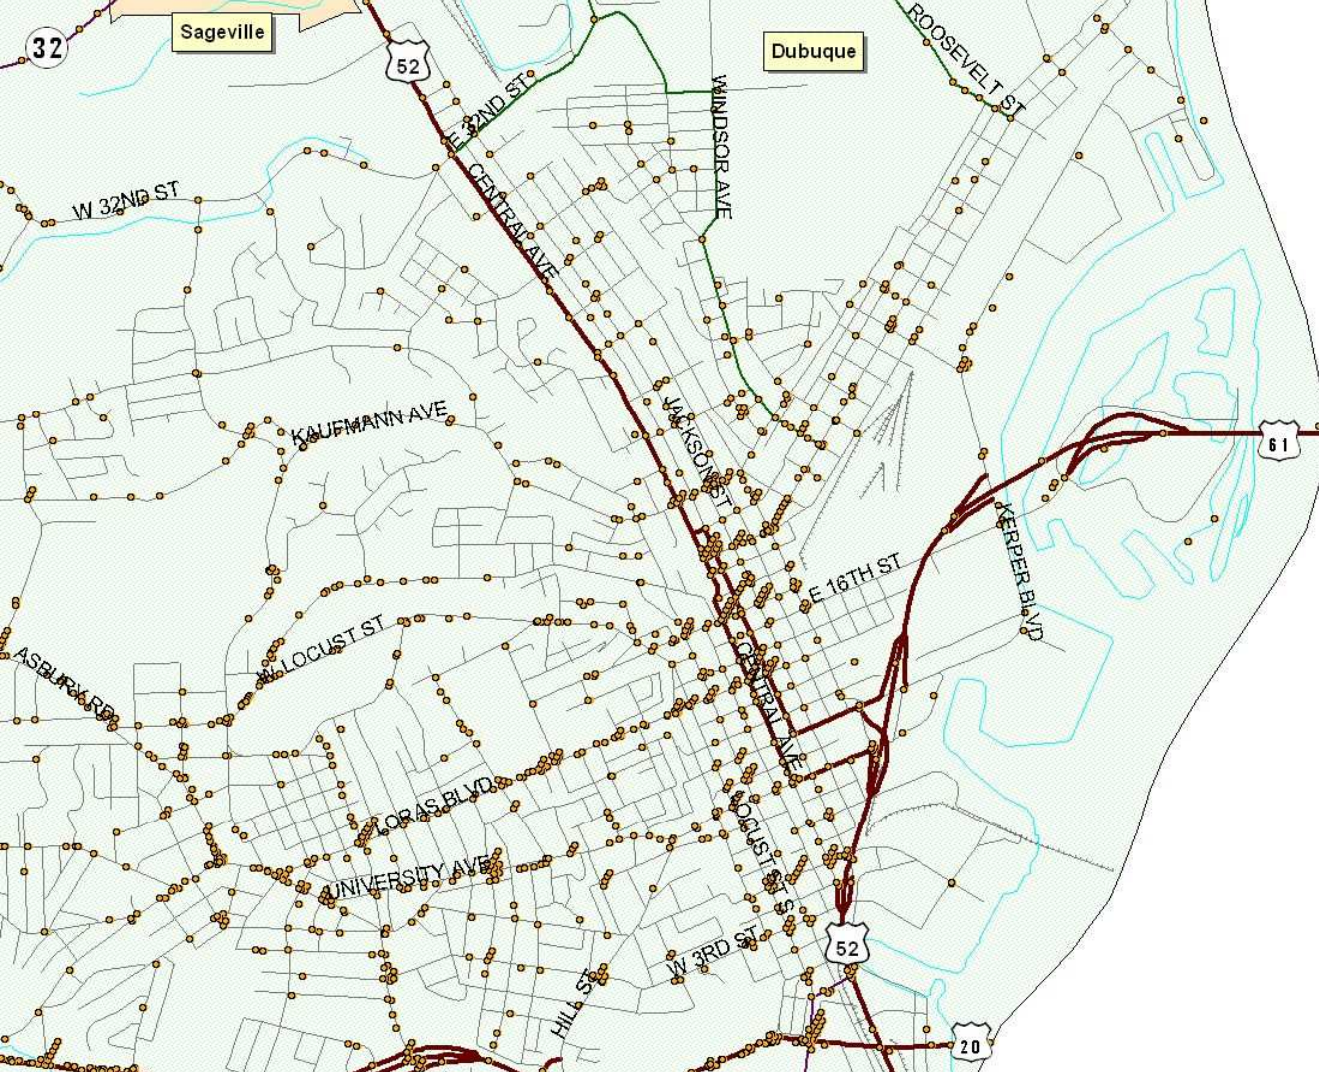 Sageville
32
52
Dubuque
ROOSEVELT ST
E 32ND ST
WINDSOR AVE
CENTRAL AVE
W 32ND ST
JACKSON ST
KAUFMANN AVE
61
KERPER BLVD
E 16TH ST
W LOCUST ST
ASBURY RD
CENTRAL AVE
LORAS BLVD
LOCUST ST S
UNIVERSITY AVE
W 3RD ST
52
HILL ST
20